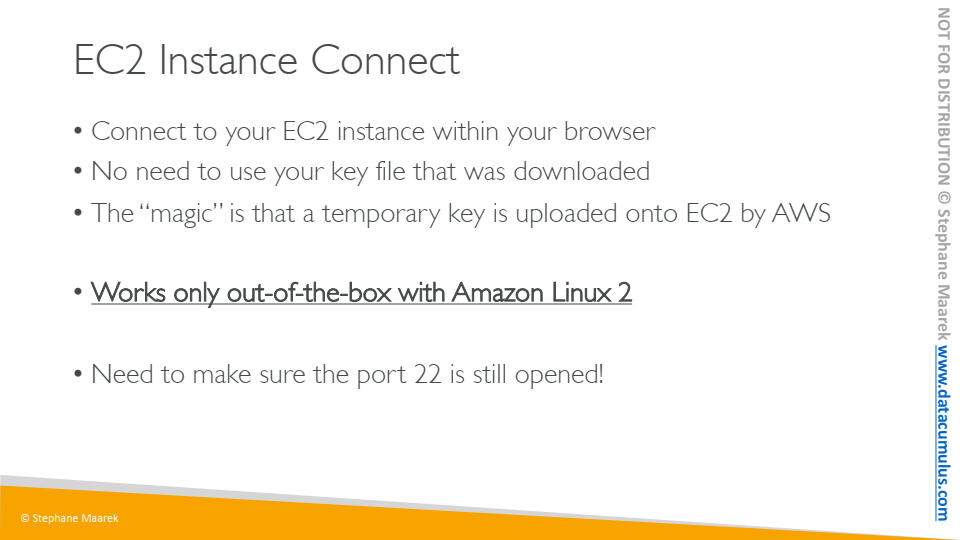 EC2 Instance Connect
• Connect to your EC2 instance within your browser
• No need to use your key file that was downloaded
• The “magic” is that a temporary key is uploaded onto EC2 by AWS
• Works only out-of-the-box with Amazon Linux 2
• Need to make sure the port 22 is still opened!
© Stephane Maarek
NOT FOR DISTRIBUTION © Stephane Maarek www.datacumulus.com